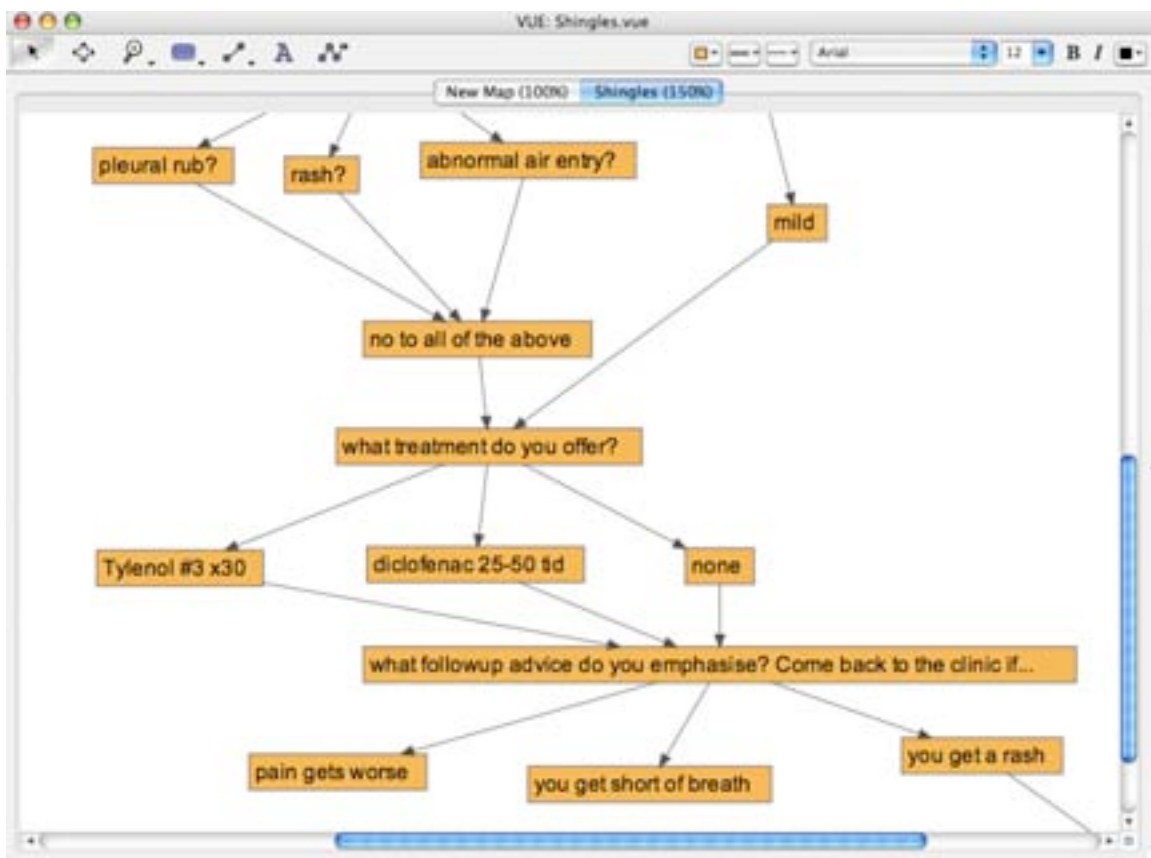 VUE: Shingles.vue
A
Arial
12
B
I
New Map (100%)
Shingles (150%)
pleural rub?
rash?
abnormal air entry?
mild
no to all of the above
what treatment do you offer?
Tylenol #3 x30
diclofenac 25-50 tid
none
what followup advice do you emphasise? Come back to the clinic if...
pain gets worse
you get short of breath
you get a rash